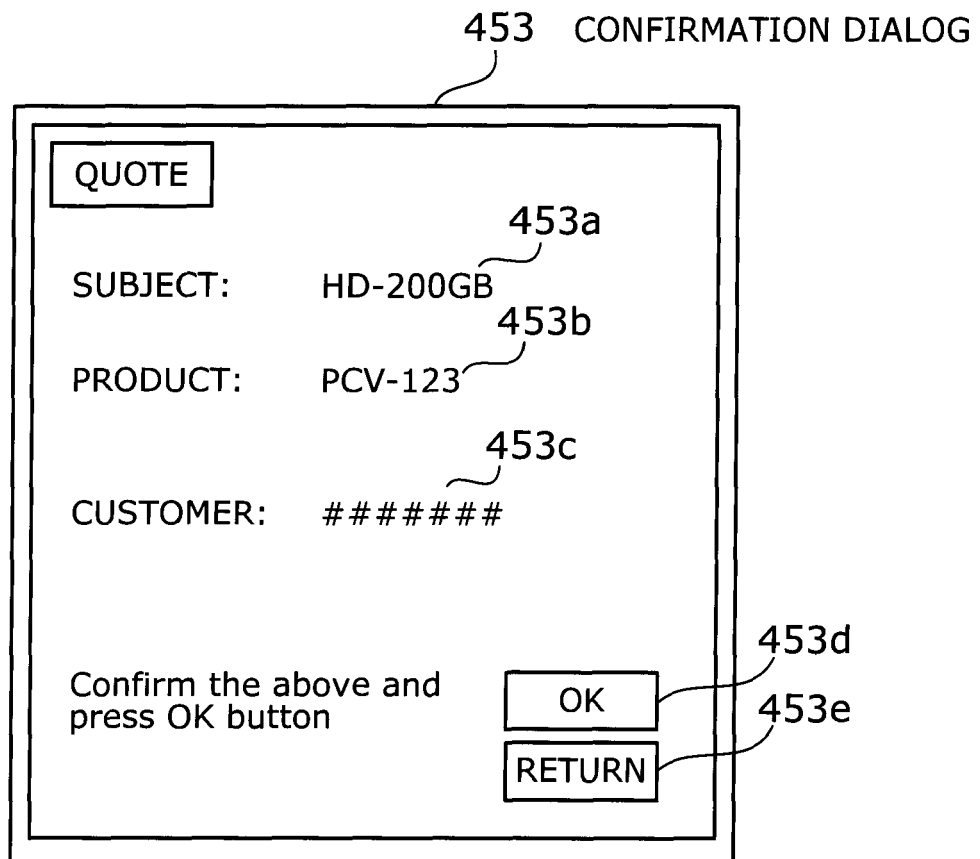 453 CONFIRMATION DIALOG
QUOTE
453a
SUBJECT: HD-200GB
453b
PRODUCT: PCV-123
453c
CUSTOMER: #######
453d
Confirm the above and
press OK button
OK
453e
RETURN